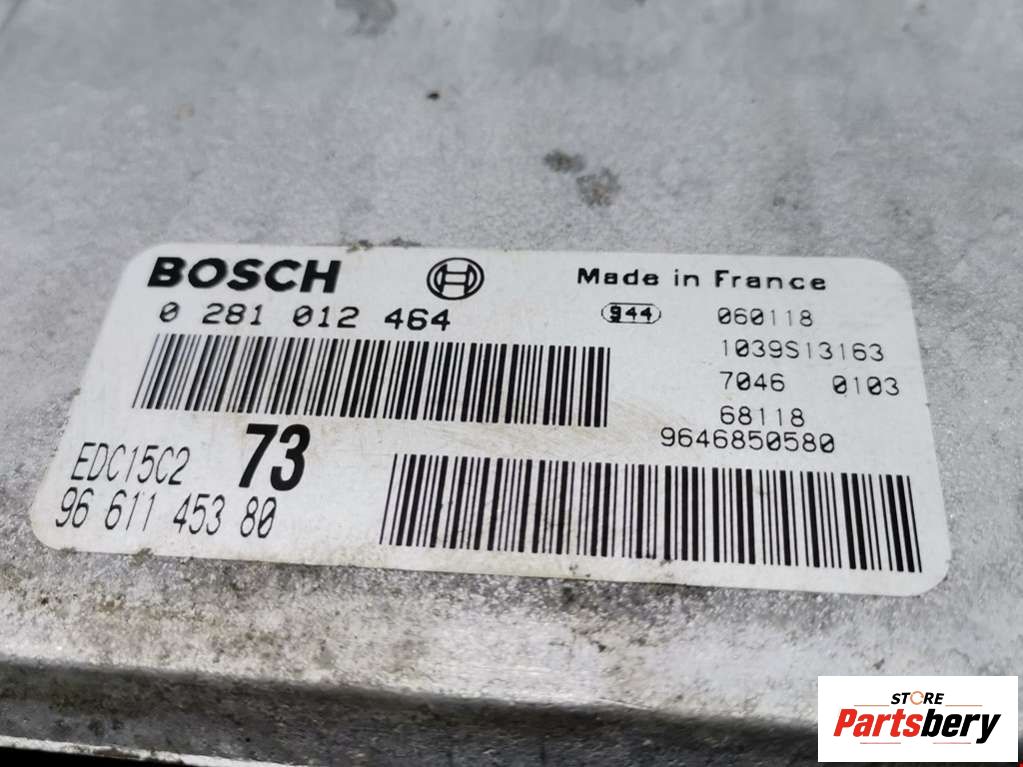 BOSCH Made in France
0 281 012 464 944 060118
1039S13163
7046 0103
68118
9646850580
EDC15C2 73
96 611 453 80
STORE
Partsbery